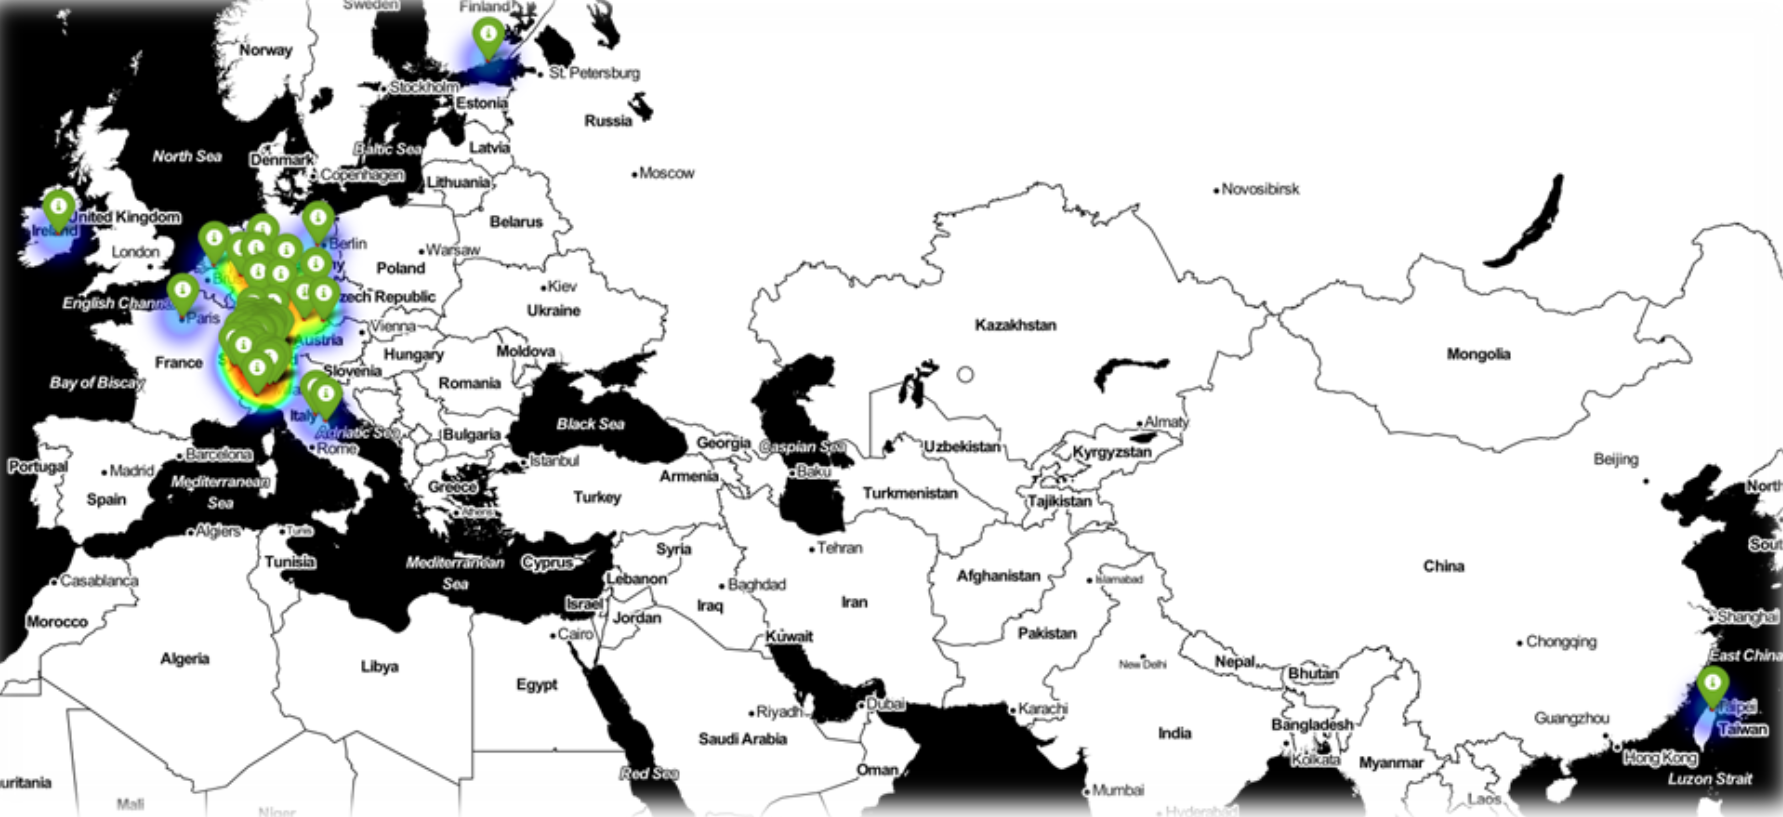 Sweden
Finland
Norway
St. Petersburg
Stockholm
Estonia
Russia
North Sea
Denmark
Baltic Sea
Latvia
Copenhagen
Moscow
Lithuania
Novosibirsk
United Kingdom
Ireland
Belarus
London
Berlin
Warsaw
Poland
Kiev
English Chann
zech Republic
Ukraine
Paris
Vienna
Kazakhstan
Austria
Hungary
Moldova
Mongolia
France
Slovenia
Bay of Biscay
Romania
Italy
Black Sea
Almaty
Adriatic Sea
Bulgaria
Georgia
Caspian Sea
Uzbekistan
Kyrgyzstan
Rome
Barcelona
Istanbul
Beijing
Portugal
Madrid
Armenia
Baku
Mediterranean
Sea
Greece
Turkey
Turkmenistan
Tajikistan
North
Spain
Athens
Algiers
Tunis
Tehran
Sout
Tunisia
Mediterranean
Sea
Cyprus
Syria
China
Casablanca
Lebanon
Baghdad
Afghanistan
Islamabad
Israel
Iraq
Iran
Morocco
Jordan
Shanghai
Cairo
Kuwait
Pakistan
Chongqing
Algeria
Libya
New Delhi
Nepal
East China
Egypt
Bhutan
Riyadh
Dubai
Karachi
Taipei
Guangzhou
Saudi Arabia
India
Bangladesh
Taiwan
Kolkata
Hong Kong
Red Sea
Oman
Myanmar
Luzon Strait
uritania
Mumbai
Laos
Mali
Niger
Hyderabad